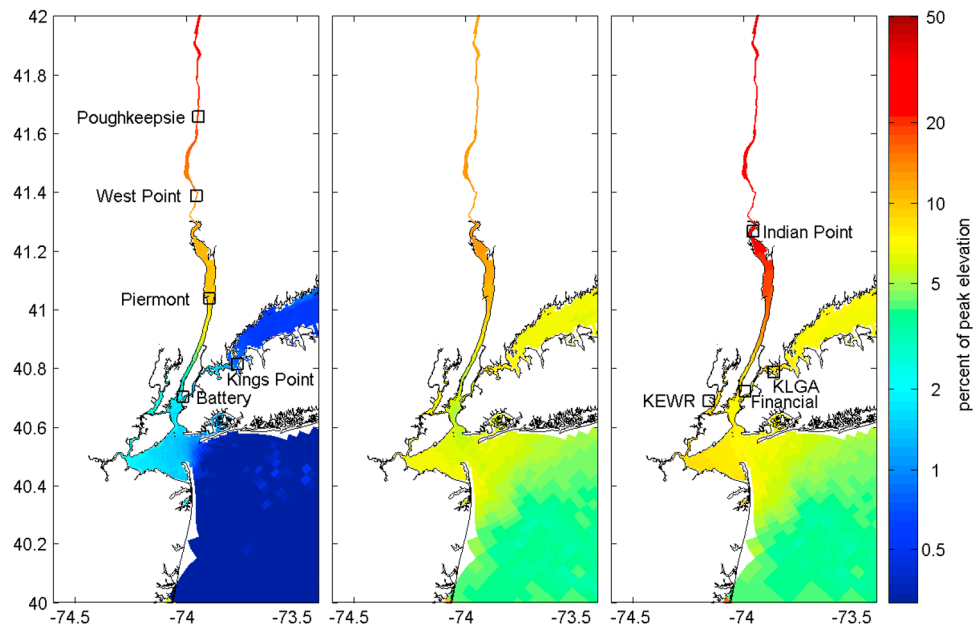 42
41.8
41.6
41.4
41.2
41
40.8
40.6
40.4
40.2
40
Poughkeepsie
West Point
Piermont
Kings Point
Battery
-74.5
-74
-73.5
-74.5
-74
-73.5
Indian Point
KLGA
KEWR
Financial
-74.5
-74
-73.5
50
20
10
5
2
1
0.5
percent of peak elevation